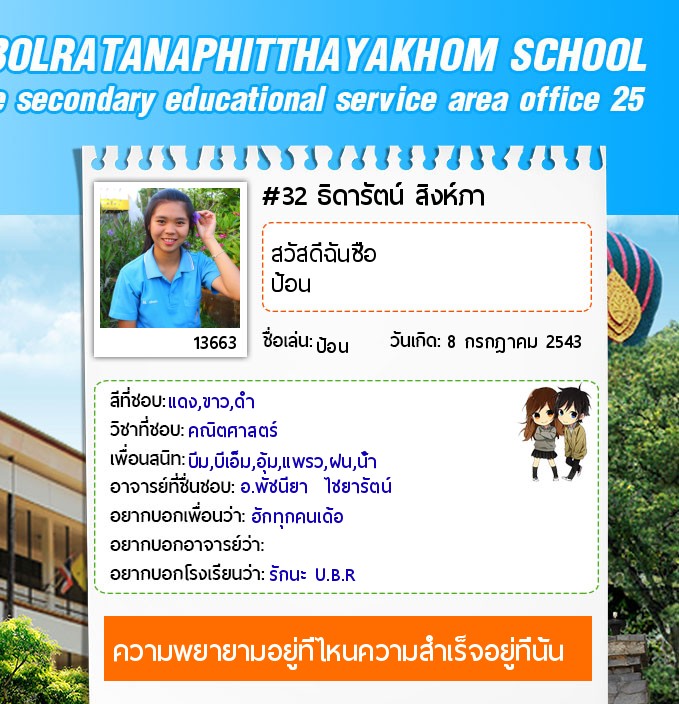 BOLRATANAPHITTHAYAKHOM SCHOOL
e secondary educational service area office 25
#32 ธิดารัตน์ สิงห์ภา
สวัสดีฉันชื่อ
ป้อน
13663
ชื่อเล่น: ป้อน วันเกิด: 8 กรกฎาคม 2543
สีที่ชอบ: แดง,ขาว,ดำ
วิชาที่ชอบ: คณิตศาสตร์
เพื่อนสนิท: บีม,บีเอ็ม,อุ้ม,แพรว,ฝน,น้ำ
อาจารย์ที่ชื่นชอบ: อ.พัชนียา ไชยารัตน์
อยากบอกเพื่อนว่า: ฮักทุกคนเด้อ
อยากบอกอาจารย์ว่า:
อยากบอกโรงเรียนว่า: รักนะ U.B.R
ความพยายามอยู่ที่ไหนความสำเร็จอยู่ที่นั่น